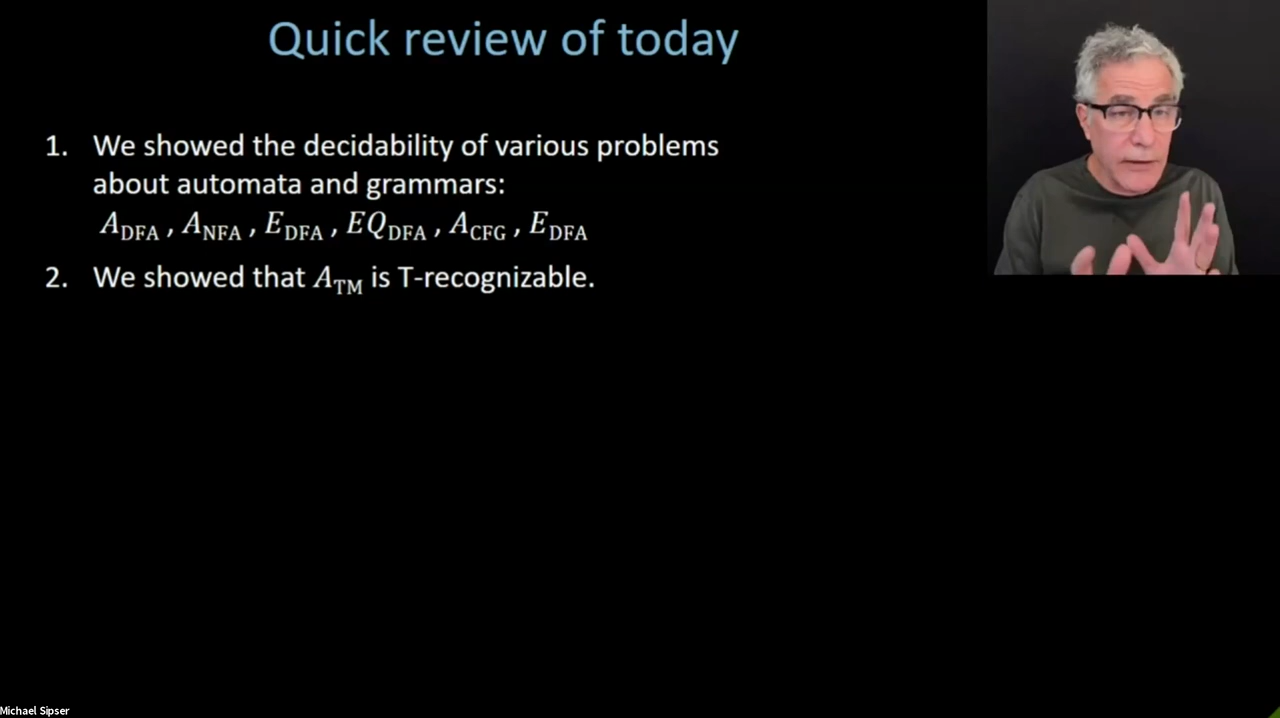 Quick review of today
1. We showed the decidability of various problems
about automata and grammars:
A_DFA , A_NFA , E_DFA , EQ_DFA , A_CFG , E_DFA
2. We showed that A_TM is T-recognizable.
Michael Sipser